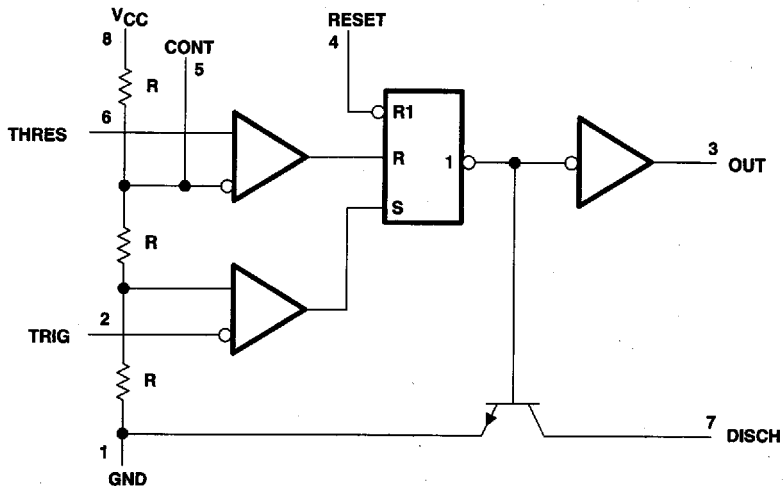 VCC
8
CONT
5
RESET
4
R
6
THRES
R1
R
1
S
3
OUT
R
2
TRIG
R
7
DISCH
1
GND